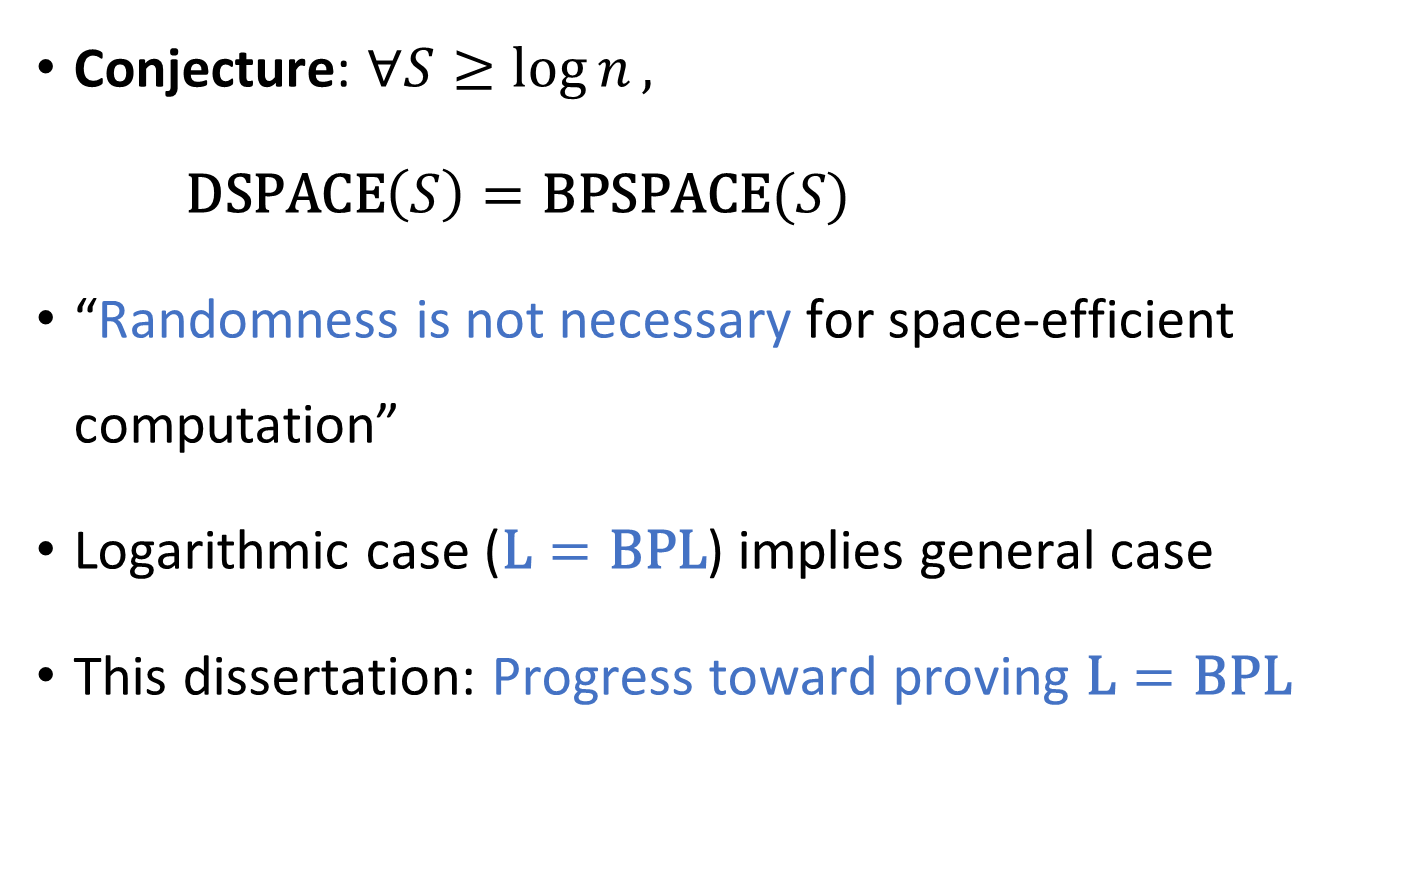 • Conjecture: ∀S ≥ log n ,
DSPACE(S) = BPSPACE(S)
• “Randomness is not necessary for space-efficient
computation”
• Logarithmic case (L = BPL) implies general case
• This dissertation: Progress toward proving L = BPL